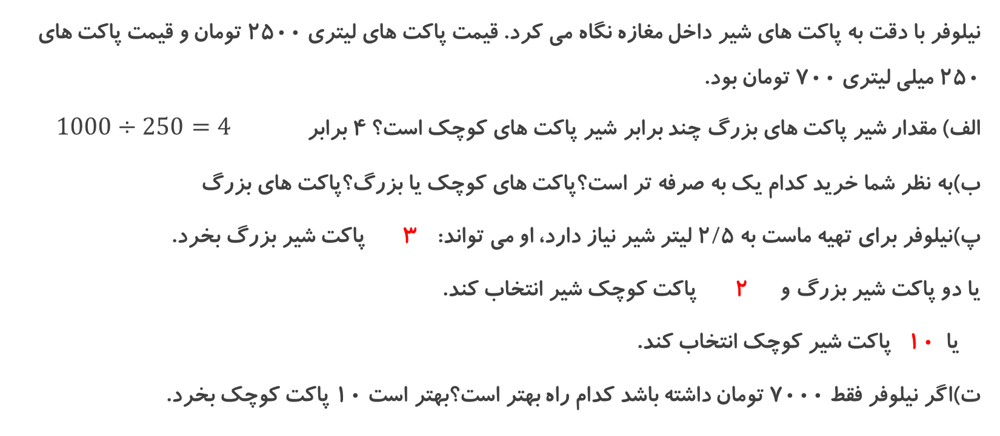 نیلوفر با دقت به پاکت های شیر داخل مغازه نگاه می کرد. قیمت پاکت های لیتری ۲۵۰۰ تومان و قیمت پاکت های
۲۵۰ میلی لیتری ۷۰۰ تومان بود.
الف) مقدار شیر پاکت های بزرگ چند برابر شیر پاکت های کوچک است؟ ۴ برابر 1000 ÷ 250 = 4
ب)به نظر شما خرید کدام یک به صرفه تر است؟پاکت های کوچک یا بزرگ؟پاکت های بزرگ
پ)نیلوفر برای تهیه ماست به ۲/۵ لیتر شیر نیاز دارد، او می تواند: ۳ پاکت شیر بزرگ بخرد.
یا دو پاکت شیر بزرگ و ۲ پاکت کوچک شیر انتخاب کند.
یا ۱۰ پاکت شیر کوچک انتخاب کند.
ت)اگر نیلوفر فقط ۷۰۰۰ تومان داشته باشد کدام راه بهتر است؟بهتر است ۱۰ پاکت کوچک بخرد.